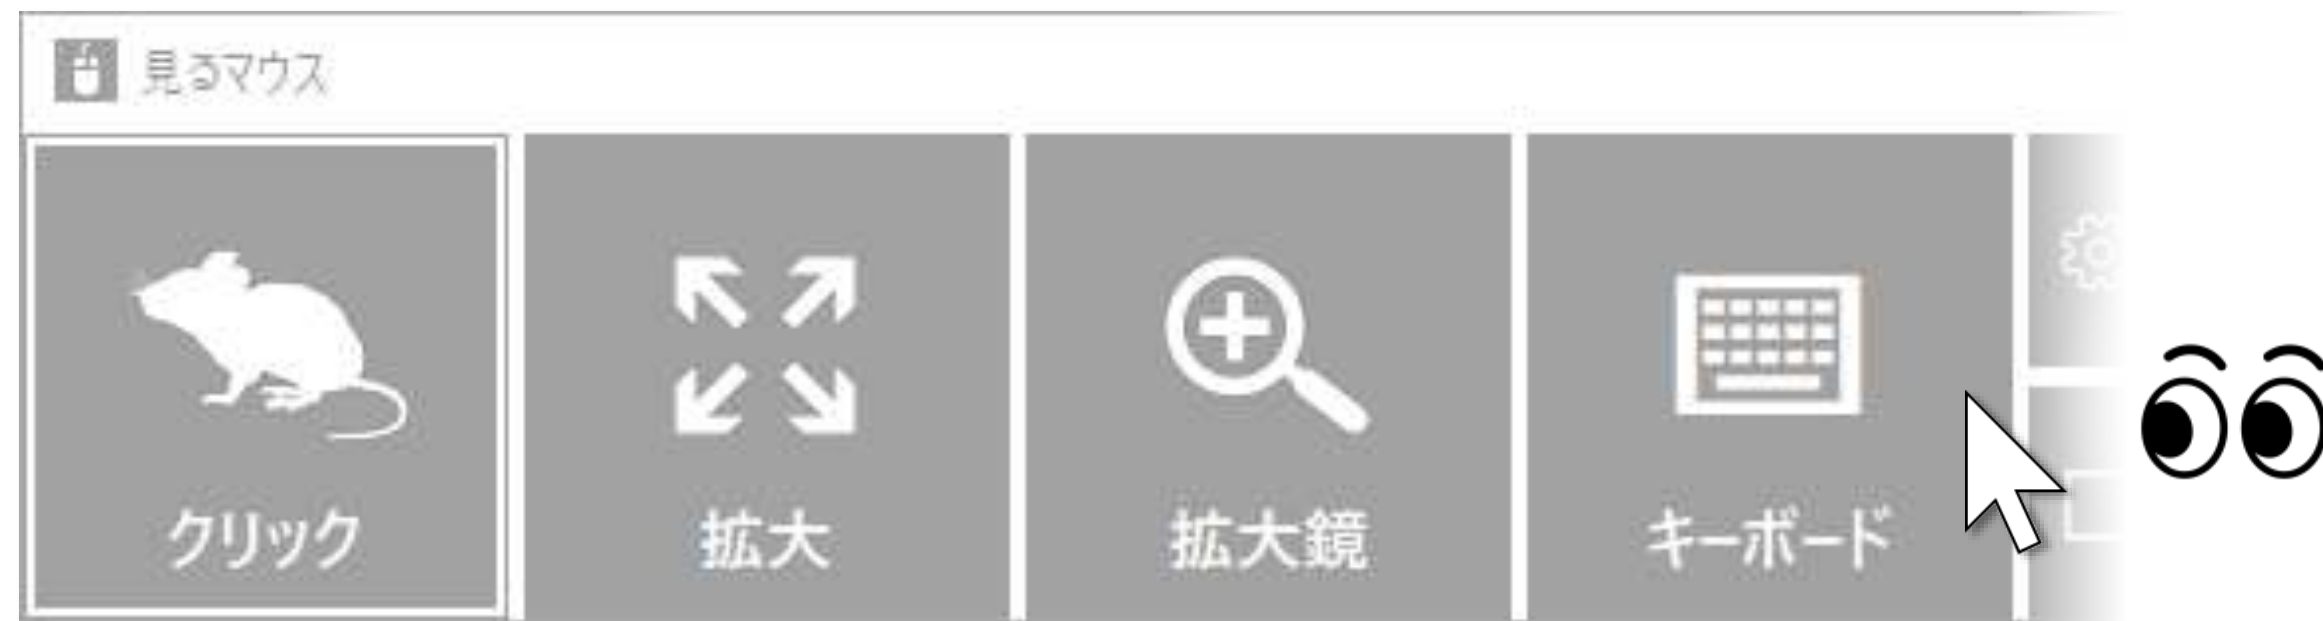 見るマウス
クリック
拡大
拡大鏡
キーボード